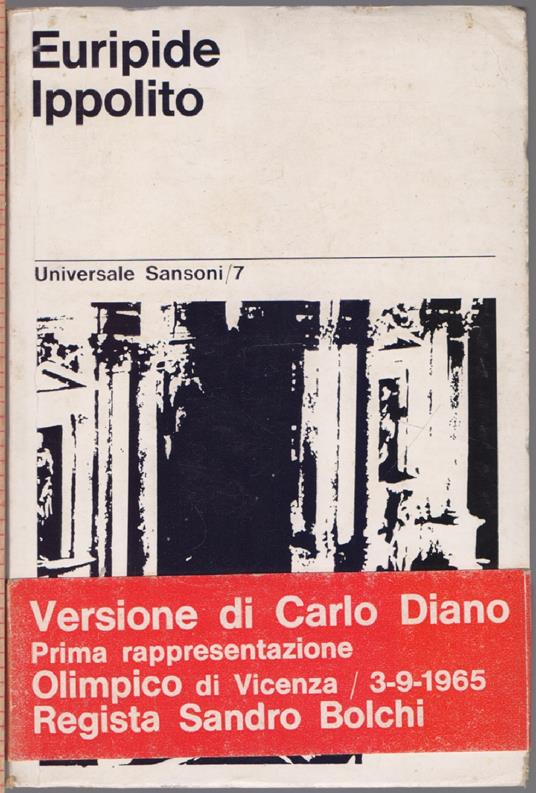 Euripide
Ippolito
Universale Sansoni/7
Versione di Carlo Diano
Prima rappresentazione
Olimpico di Vicenza / 3-9-1965
Regista Sandro Bolchi